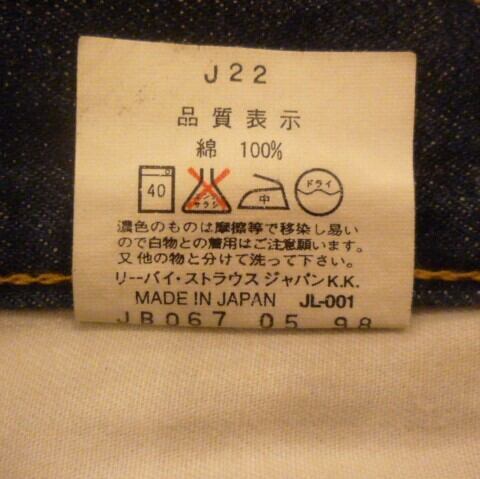 J22
品質表示
綿 100%
40 エンソサラシ 中 ドライ
濃色のものは摩擦等で移染し易い
ので白物との着用はご注意願います。
又他の物と分けて洗って下さい。
リーバイ・ストラウス ジャパンK.K.
MADE IN JAPAN JL-001
JB067 05 98